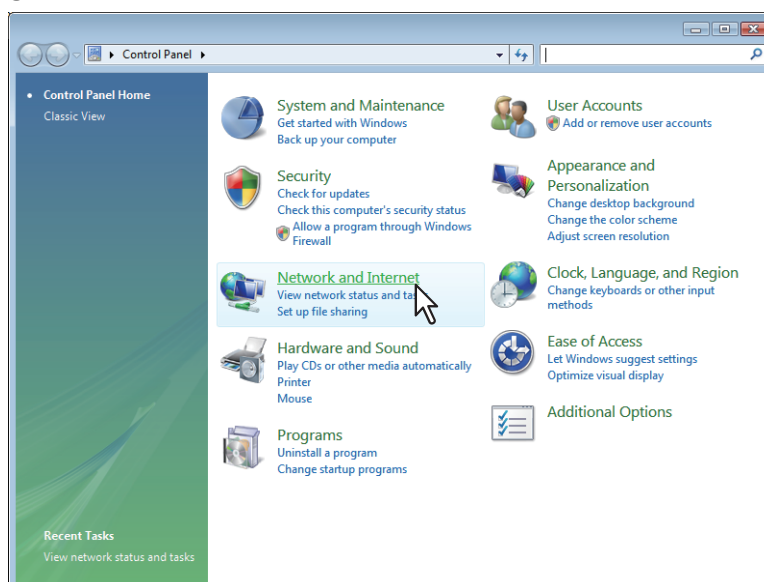 Control Panel
Control Panel Home
Classic View
System and Maintenance
Get started with Windows
Back up your computer
Security
Check for updates
Check this computer's security status
Allow a program through Windows
Firewall
Network and Internet
View network status and
Set up file sharing
Hardware and Sound
Play CDs or other media automatically
Printer
Mouse
Programs
Uninstall a program
Change startup programs
User Accounts
Add or remove user accounts
Appearance and
Personalization
Change desktop background
Change the color scheme
Adjust screen resolution
Clock, Language, and Region
Change keyboards or other input
methods
Ease of Access
Let Windows suggest settings
Optimize visual display
Additional Options
Recent Tasks
View network status and tasks